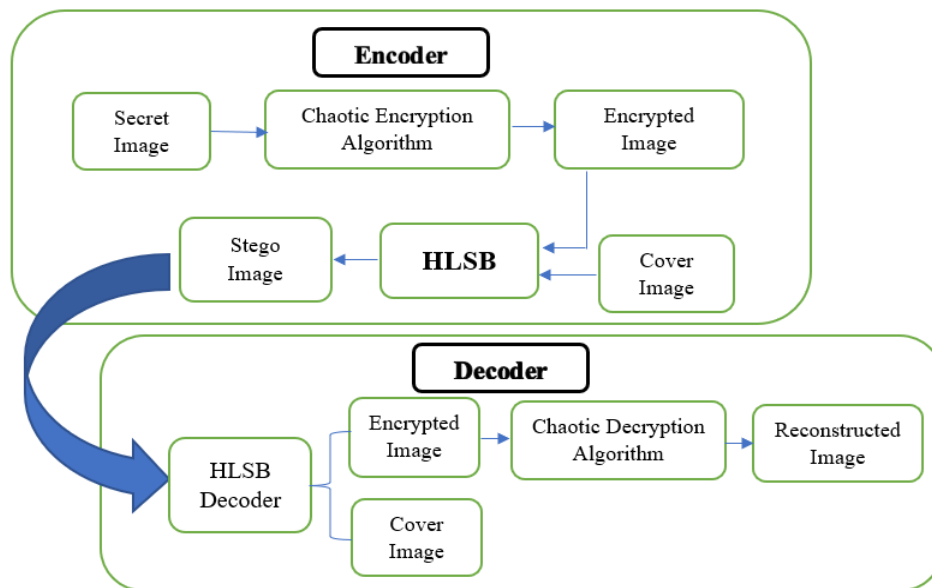 Encoder
Secret
Image
Chaotic Encryption
Algorithm
Encrypted
Image
Stego
Image
HLSB
Cover
Image
Decoder
HLSB
Decoder
Encrypted
Image
Chaotic Decryption
Algorithm
Reconstructed
Image
Cover
Image